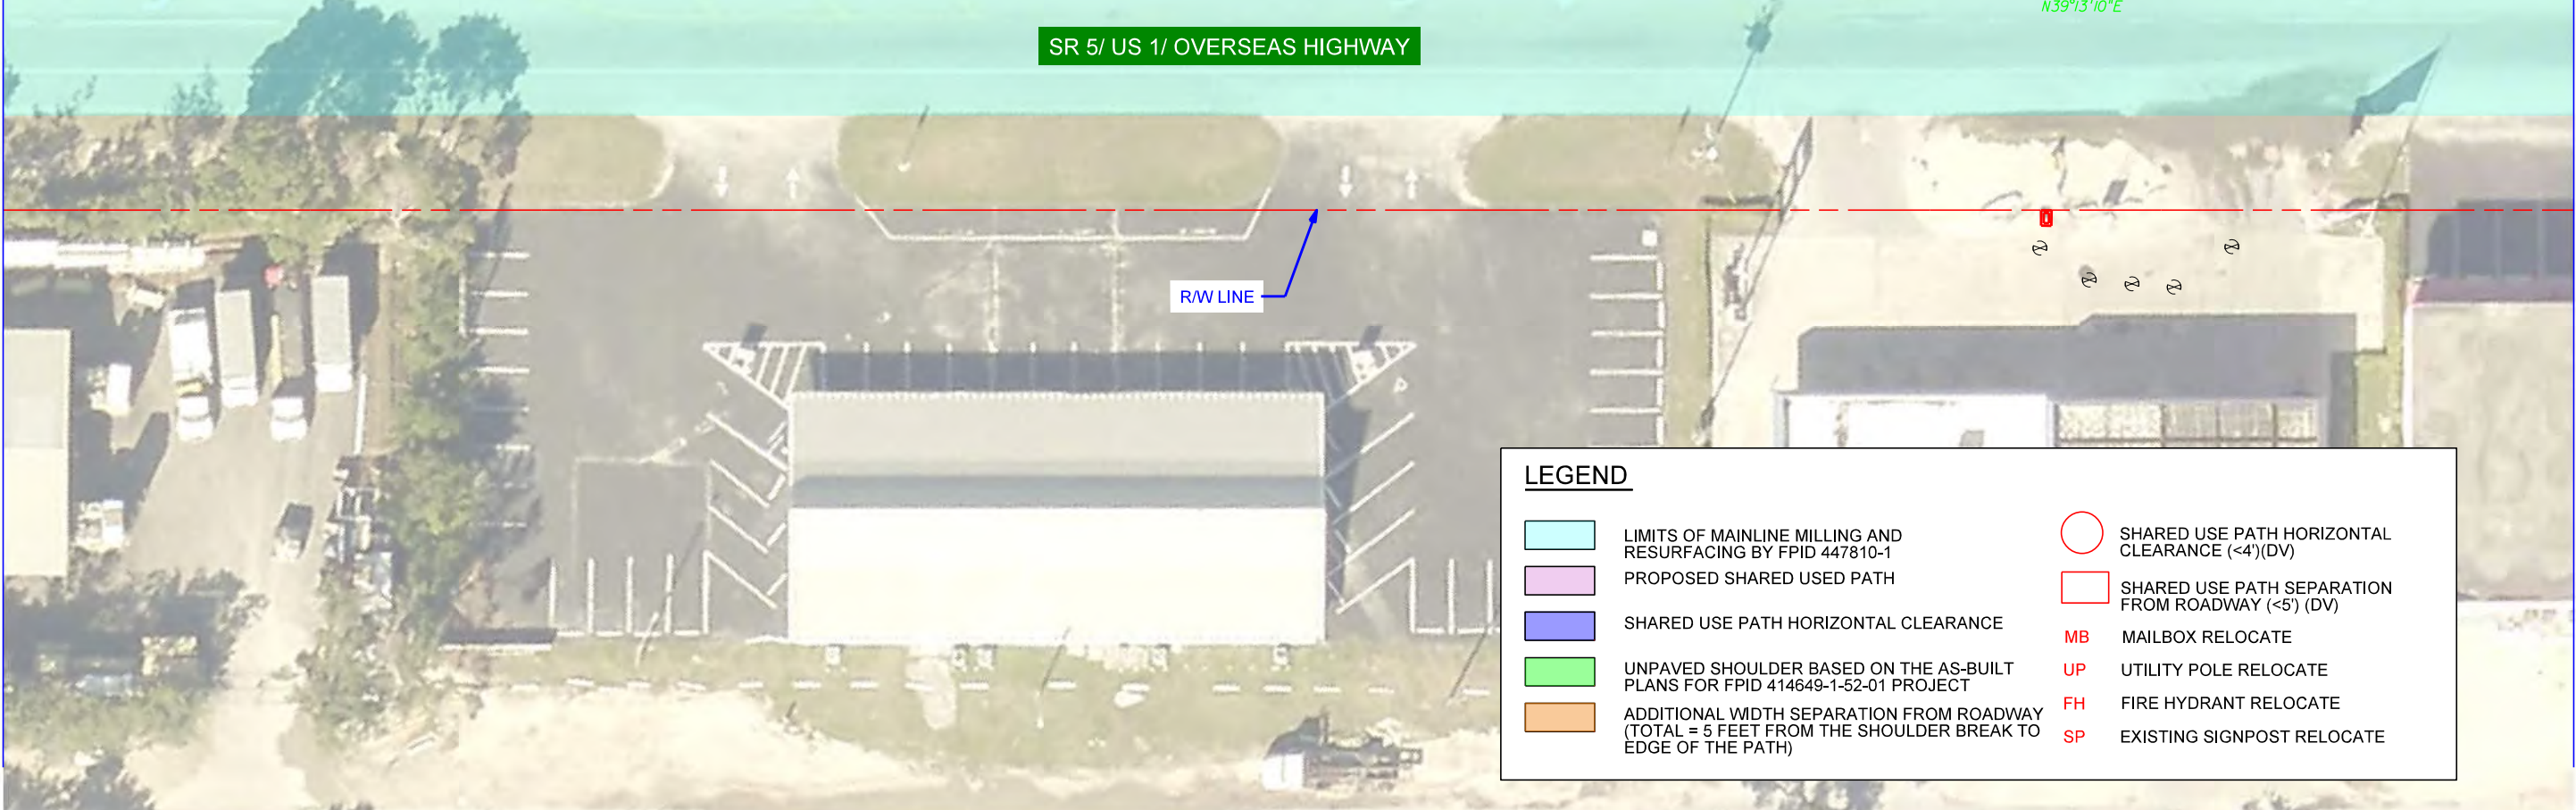 N39°13'10"E
SR 5/ US 1/ OVERSEAS HIGHWAY
R/W LINE
LEGEND
LIMITS OF MAINLINE MILLING AND
RESURFACING BY FPID 447810-1
PROPOSED SHARED USED PATH
SHARED USE PATH HORIZONTAL CLEARANCE
UNPAVED SHOULDER BASED ON THE AS-BUILT
PLANS FOR FPID 414649-1-52-01 PROJECT
ADDITIONAL WIDTH SEPARATION FROM ROADWAY
(TOTAL = 5 FEET FROM THE SHOULDER BREAK TO
EDGE OF THE PATH)
SHARED USE PATH HORIZONTAL
CLEARANCE (<4')(DV)
SHARED USE PATH SEPARATION
FROM ROADWAY (<5') (DV)
MB MAILBOX RELOCATE
UP UTILITY POLE RELOCATE
FH FIRE HYDRANT RELOCATE
SP EXISTING SIGNPOST RELOCATE